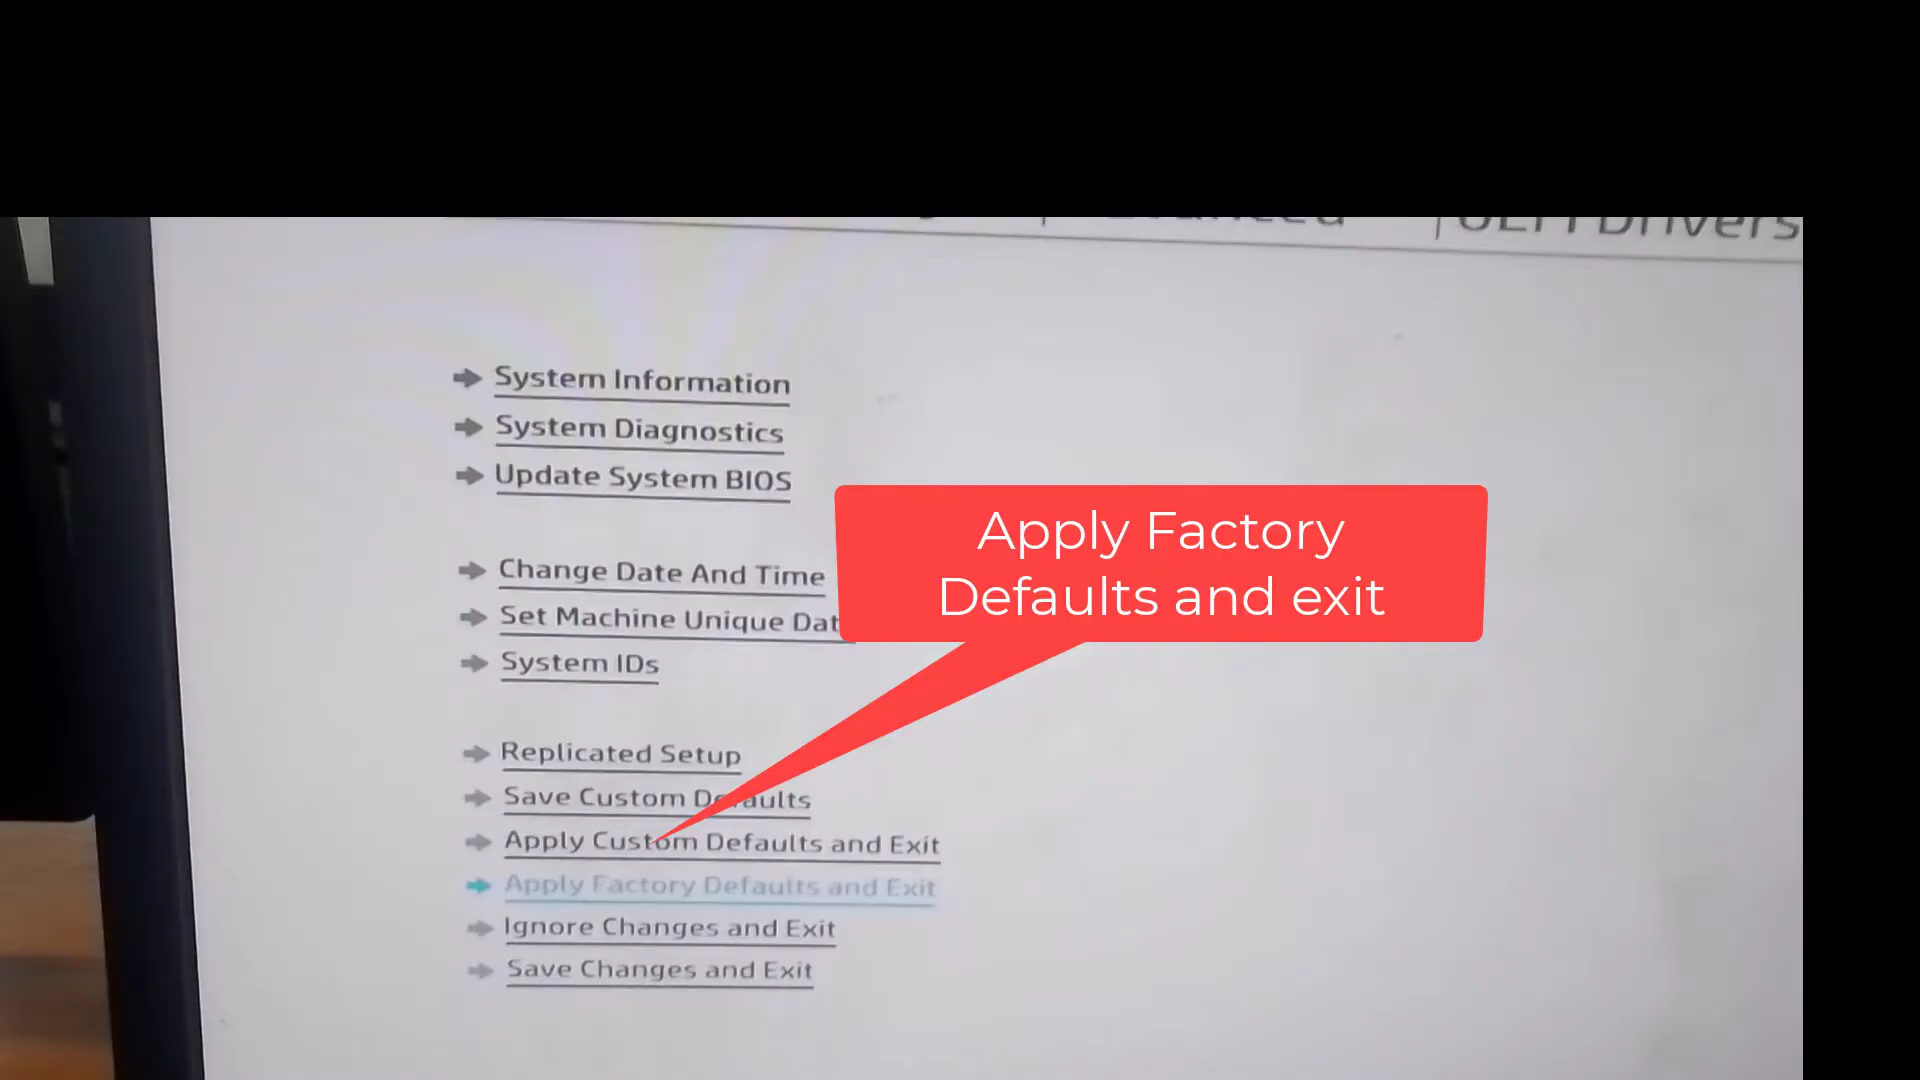 UEFI Drivers
System Information
System Diagnostics
Update System BIOS
Apply Factory
Defaults and exit
Change Date And Time
Set Machine Unique Dat
System IDs
Replicated Setup
Save Custom Defaults
Apply Custom Defaults and Exit
Apply Factory Defaults and Exit
Ignore Changes and Exit
Save Changes and Exit